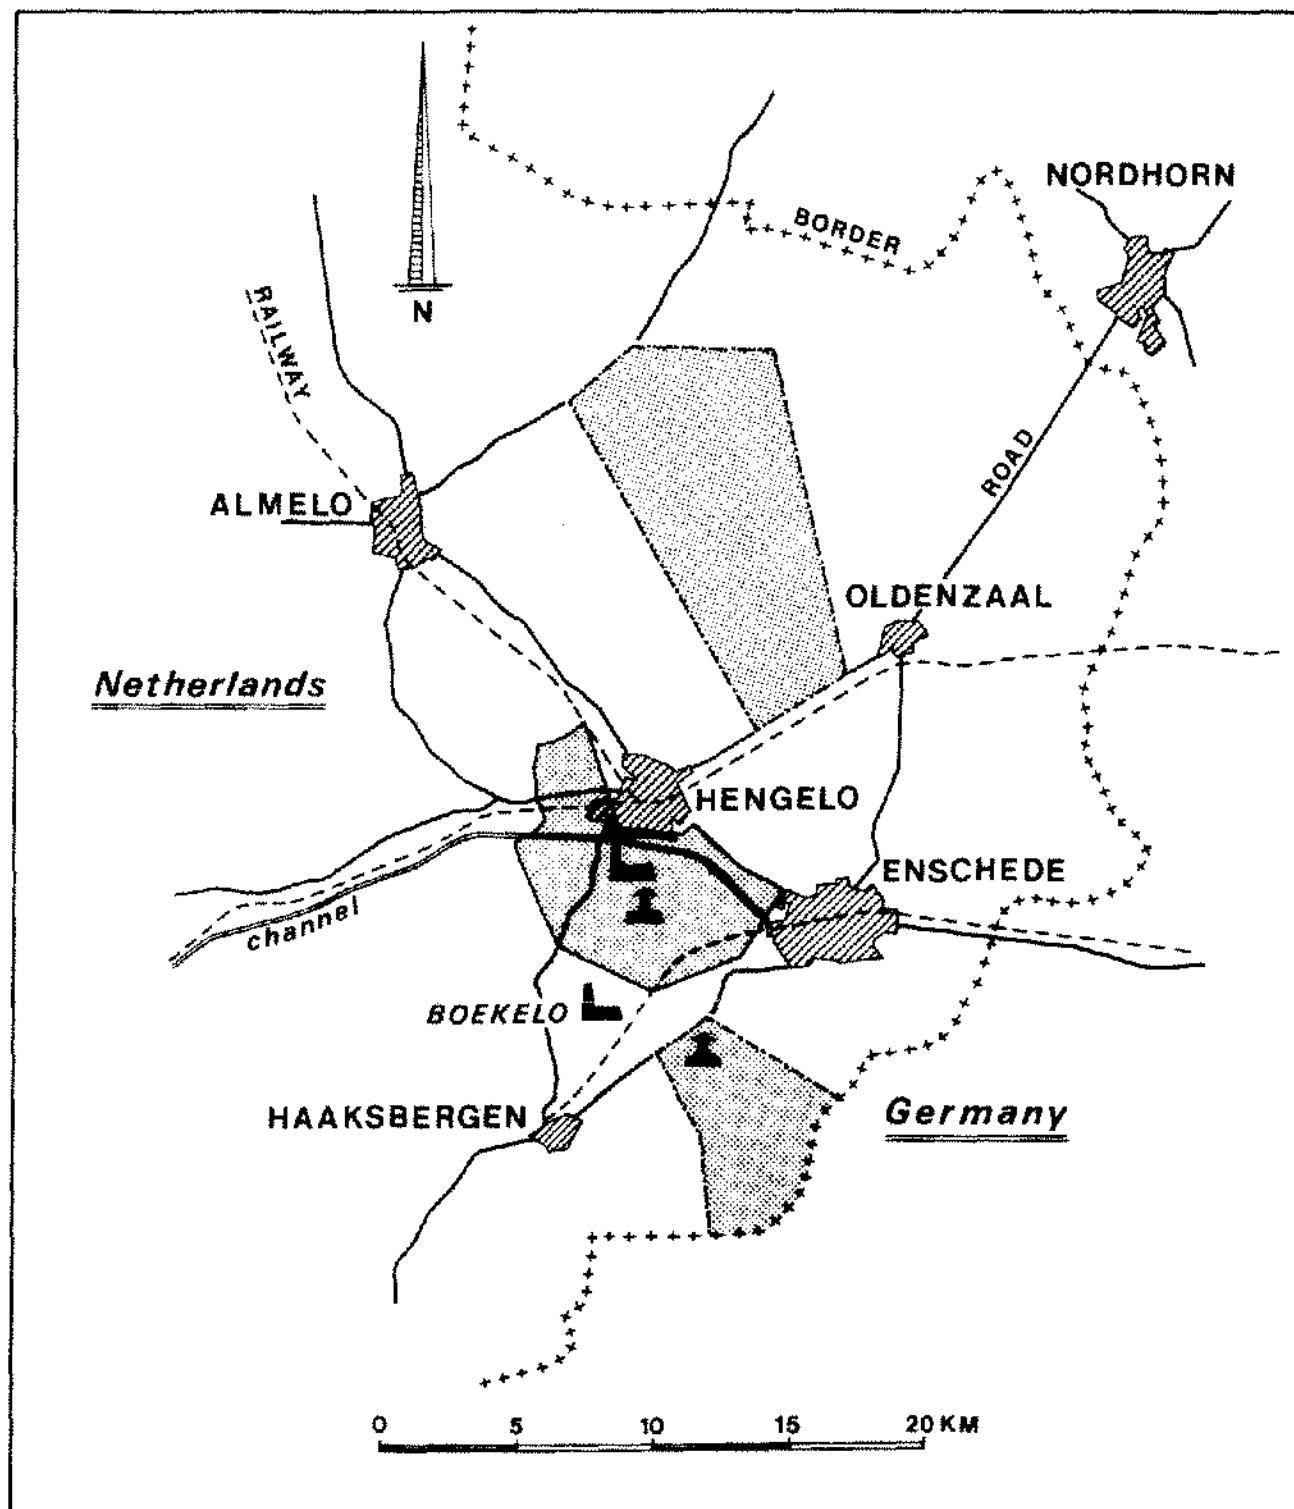 NORDHORN
BORDER
N
RAILWAY
ROAD
ALMELO
OLDENZAAL
Netherlands
HENGELO
ENSCHEDE
channel
BOEKELO
HAAKSBERGEN
Germany
0 5 10 15 20 KM